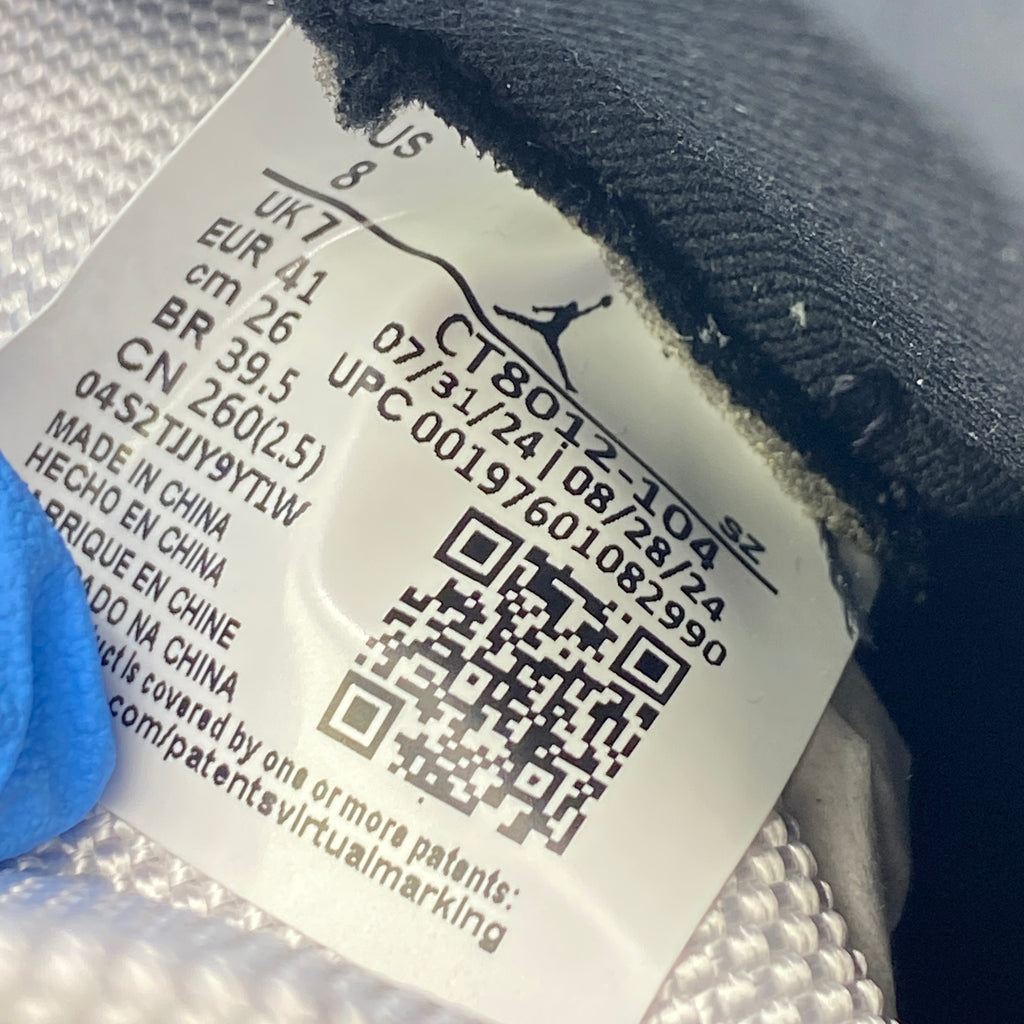 US
8
UK 7
EUR 41
cm 26
BR 39.5
CN 260(2.5)
04S2TJJY9YT1W
MADE IN CHINA
HECHO EN CHINA
ABRIQUE EN CHINE
ADO NA CHINA
uct is covered by one or more patents:
.com/patentsvirtualmarking
SZ
CT8012-104
07/31/24 | 08/28/24
UPC 00197601082990